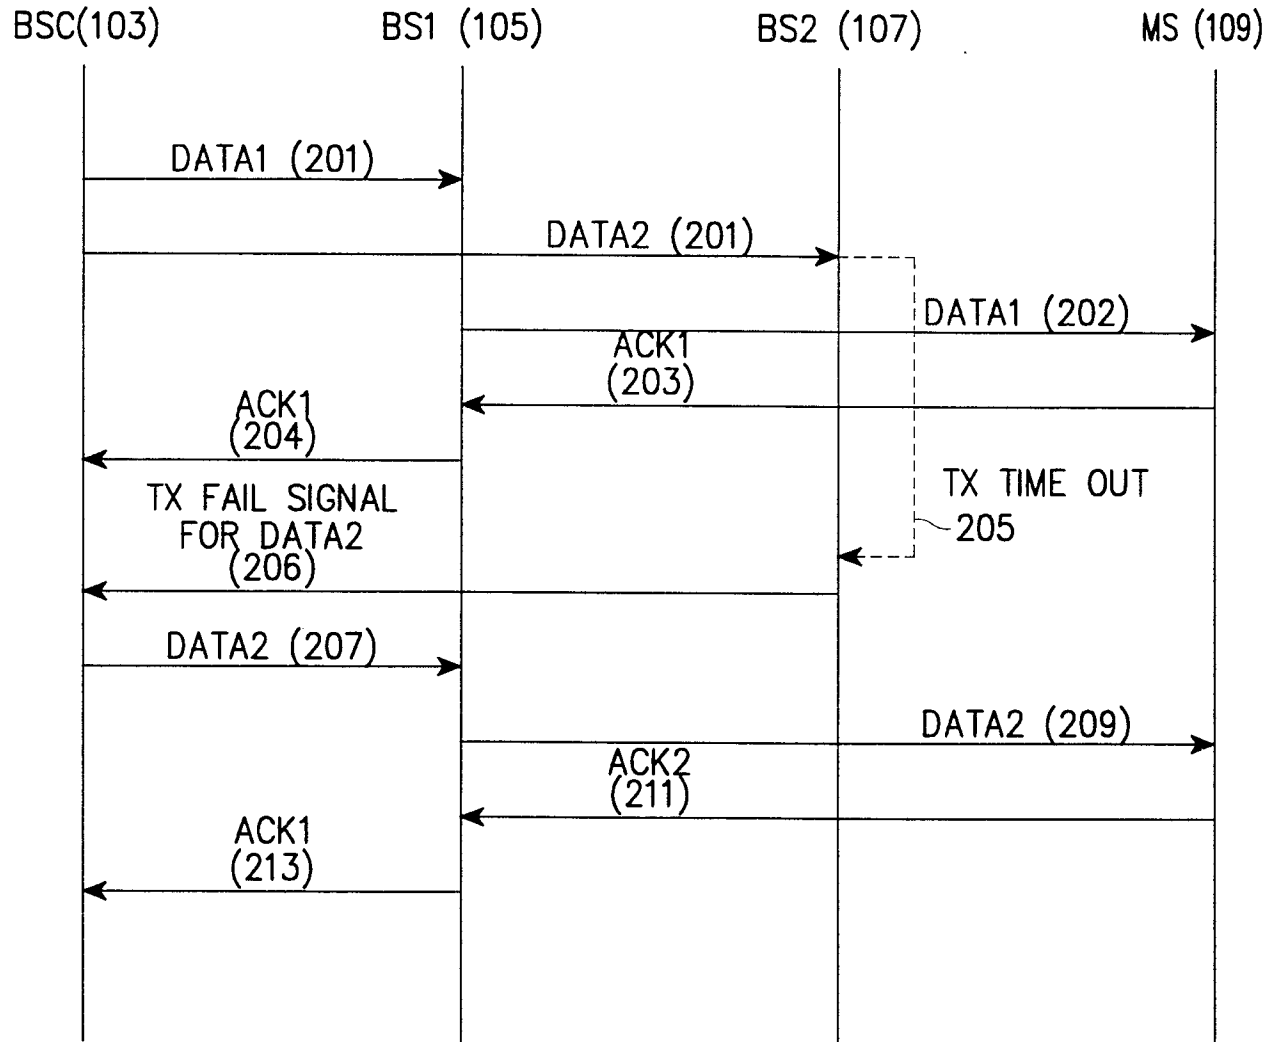 BSC(103)
BS1 (105)
BS2 (107)
MS (109)
DATA1 (201)
DATA2 (201)
DATA1 (202)
ACK1
(203)
ACK1
(204)
TX TIME OUT
205
TX FAIL SIGNAL
FOR DATA2
(206)
DATA2 (207)
DATA2 (209)
ACK2
(211)
ACK1
(213)